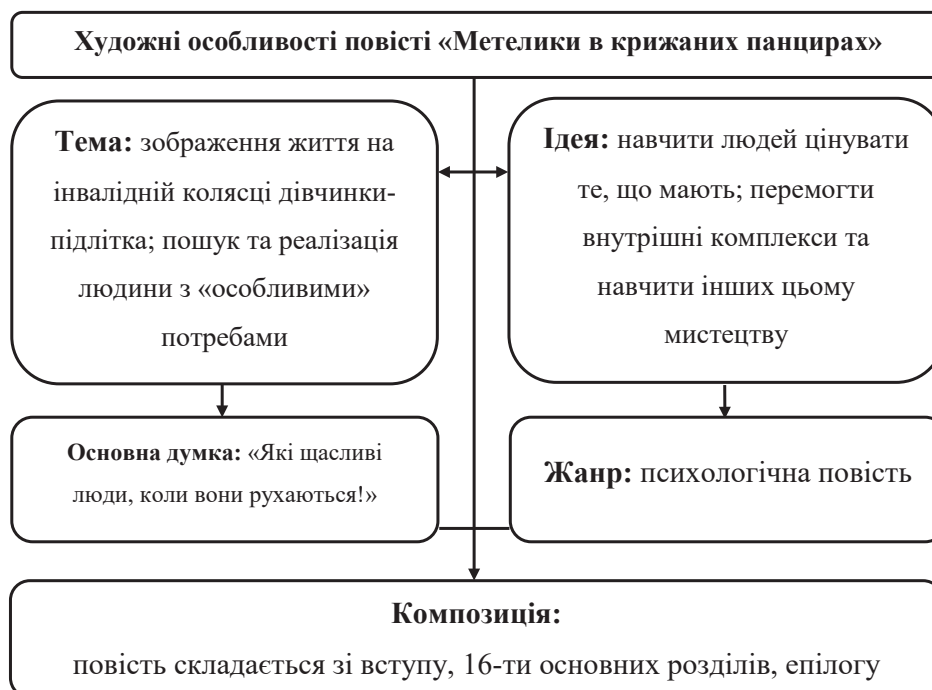 Художні особливості повісті «Метелики в крижаних панцирах»
Тема: зображення життя на
інвалідній колясці дівчинки-
підлітка; пошук та реалізація
людини з «особливими»
потребами
Ідея: навчити людей цінувати
те, що мають; перемогти
внутрішні комплекси та
навчити інших цьому
мистецтву
Основна думка: «Які щасливі
люди, коли вони рухаються!»
Жанр: психологічна повість
Композиція:
повість складається зі вступу, 16-ти основних розділів, епілогу